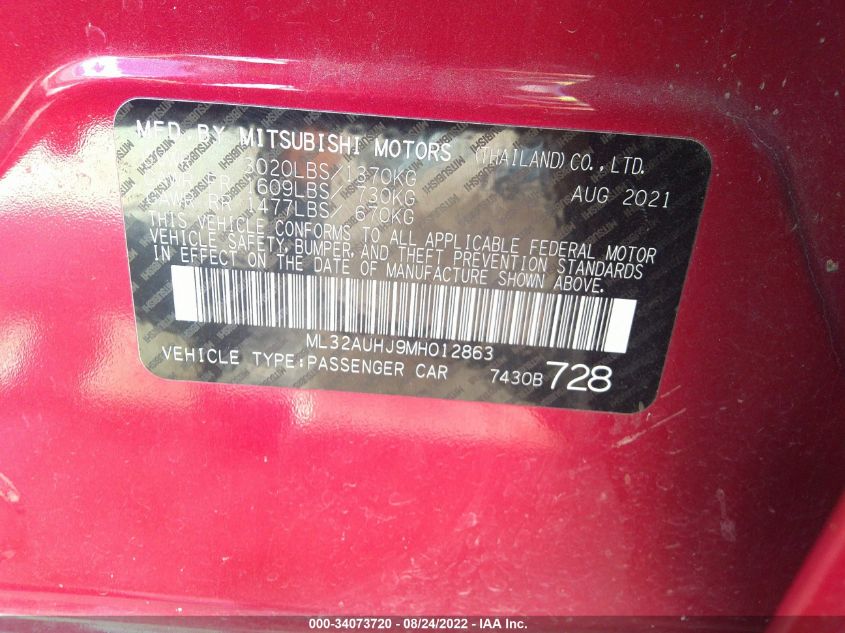 MFD. BY MITSUBISHI MOTORS (THAILAND) CO., LTD.
3020LBS/1370KG AUG 2021
1609LBS/ 730KG
GAWR RR 1477LBS/ 670KG
THIS VEHICLE CONFORMS TO ALL APPLICABLE FEDERAL MOTOR
VEHICLE SAFETY, BUMPER, AND THEFT PREVENTION STANDARDS
IN EFFECT ON THE DATE OF MANUFACTURE SHOWN ABOVE.
ML32AUHJ9MH012863
VEHICLE TYPE:PASSENGER CAR 7430B 728
000-34073720 - 08/24/2022 - IAA Inc.